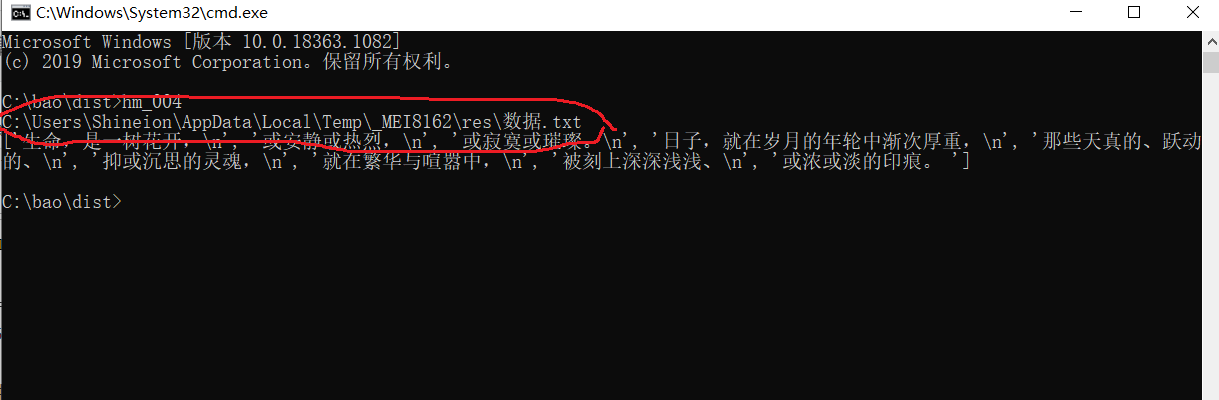 C:\Windows\System32\cmd.exe
Microsoft Windows [版本 10.0.18363.1082]
(c) 2019 Microsoft Corporation。保留所有权利。
C:\bao\dist>hm_004
C:\Users\Shineion\AppData\Local\Temp\_MEI8162\res\数据.txt
['生命，是一树花开，\n', '或安静或热烈，\n', '或寂寞或璀璨。\n', '日子，就在岁月的年轮中渐次厚重，\n', '那些天真的、跃动
的、\n', '抑或沉思的灵魂，\n', '就在繁华与喧嚣中，\n', '被刻上深深浅浅、\n', '或浓或淡的印痕。 ']
C:\bao\dist>